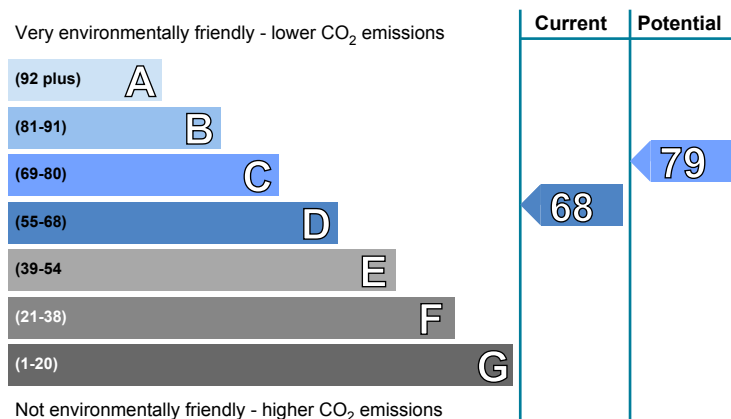 Very environmentally friendly - lower CO₂ emissions
Current
Potential
(92 plus) A
(81-91) B
(69-80) C
(55-68) D
(39-54 E
(21-38) F
(1-20) G
68
79
Not environmentally friendly - higher CO₂ emissions